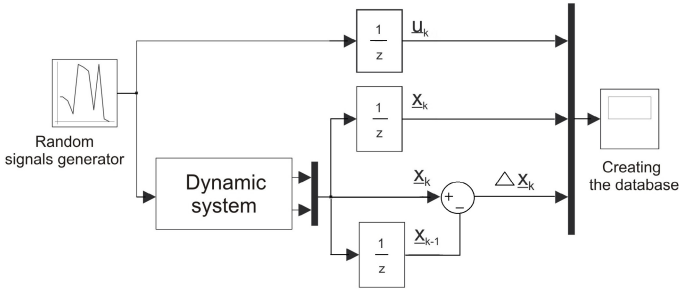 1
z
u_k
Random
signals generator
1
z
x_k
Creating
the database
Dynamic
system
x_k
+
−
△ x_k
1
z
x_k-1